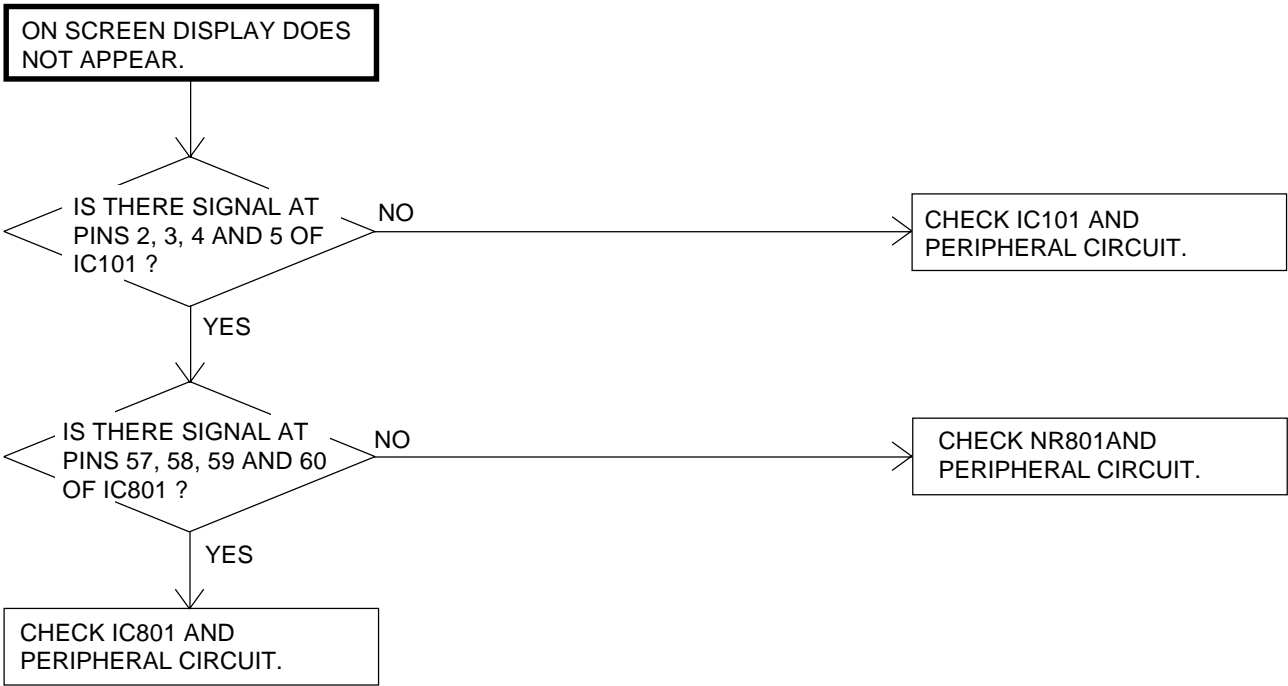 ON SCREEN DISPLAY DOES
NOT APPEAR.
IS THERE SIGNAL AT
PINS 2, 3, 4 AND 5 OF
IC101 ?
NO
CHECK IC101 AND
PERIPHERAL CIRCUIT.
YES
IS THERE SIGNAL AT
PINS 57, 58, 59 AND 60
OF IC801 ?
NO
CHECK NR801AND
PERIPHERAL CIRCUIT.
YES
CHECK IC801 AND
PERIPHERAL CIRCUIT.